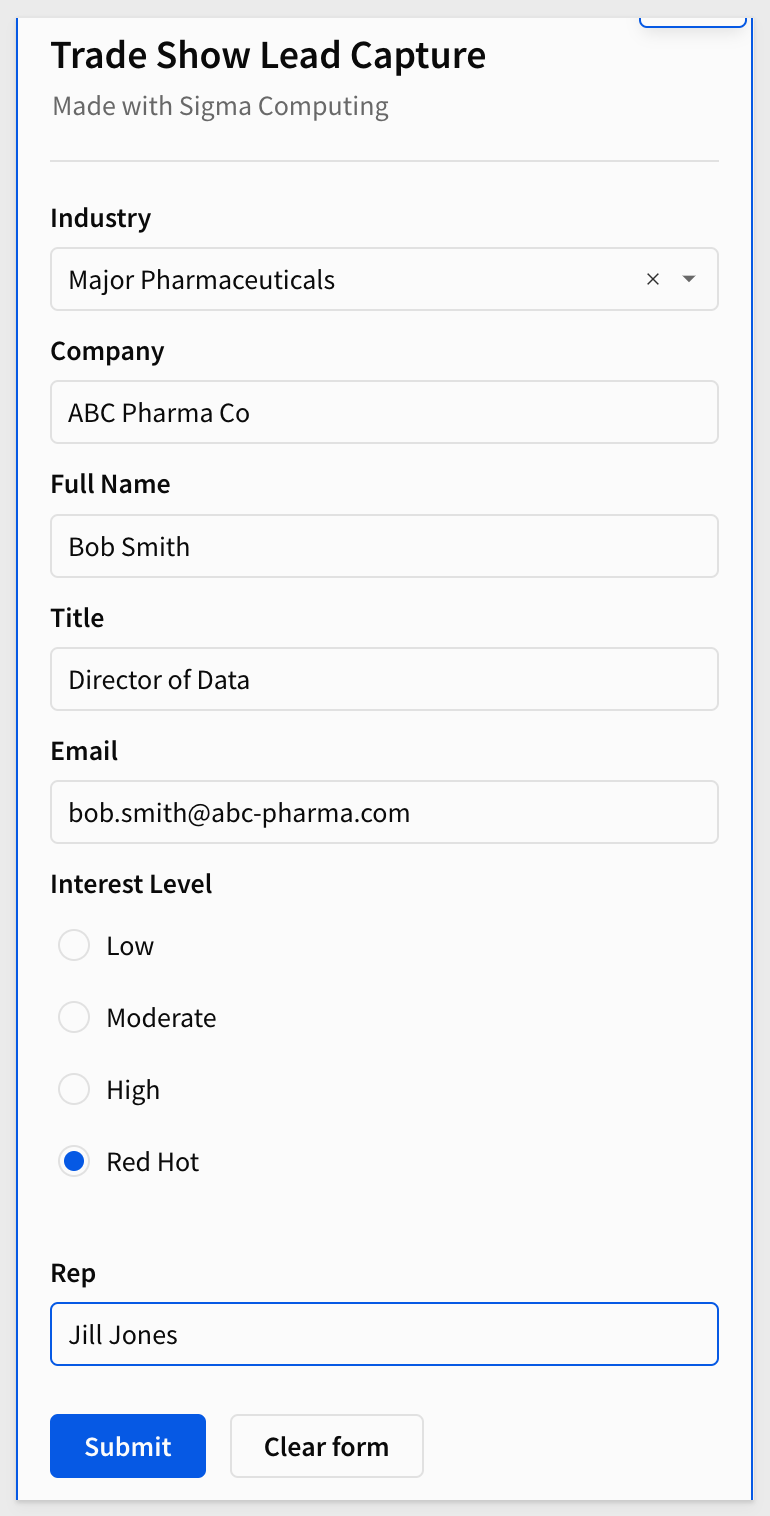 Trade Show Lead Capture
Made with Sigma Computing
Industry
Major Pharmaceuticals
Company
ABC Pharma Co
Full Name
Bob Smith
Title
Director of Data
Email
bob.smith@abc-pharma.com
Interest Level
Low
Moderate
High
Red Hot
Rep
Jill Jones
Submit Clear form